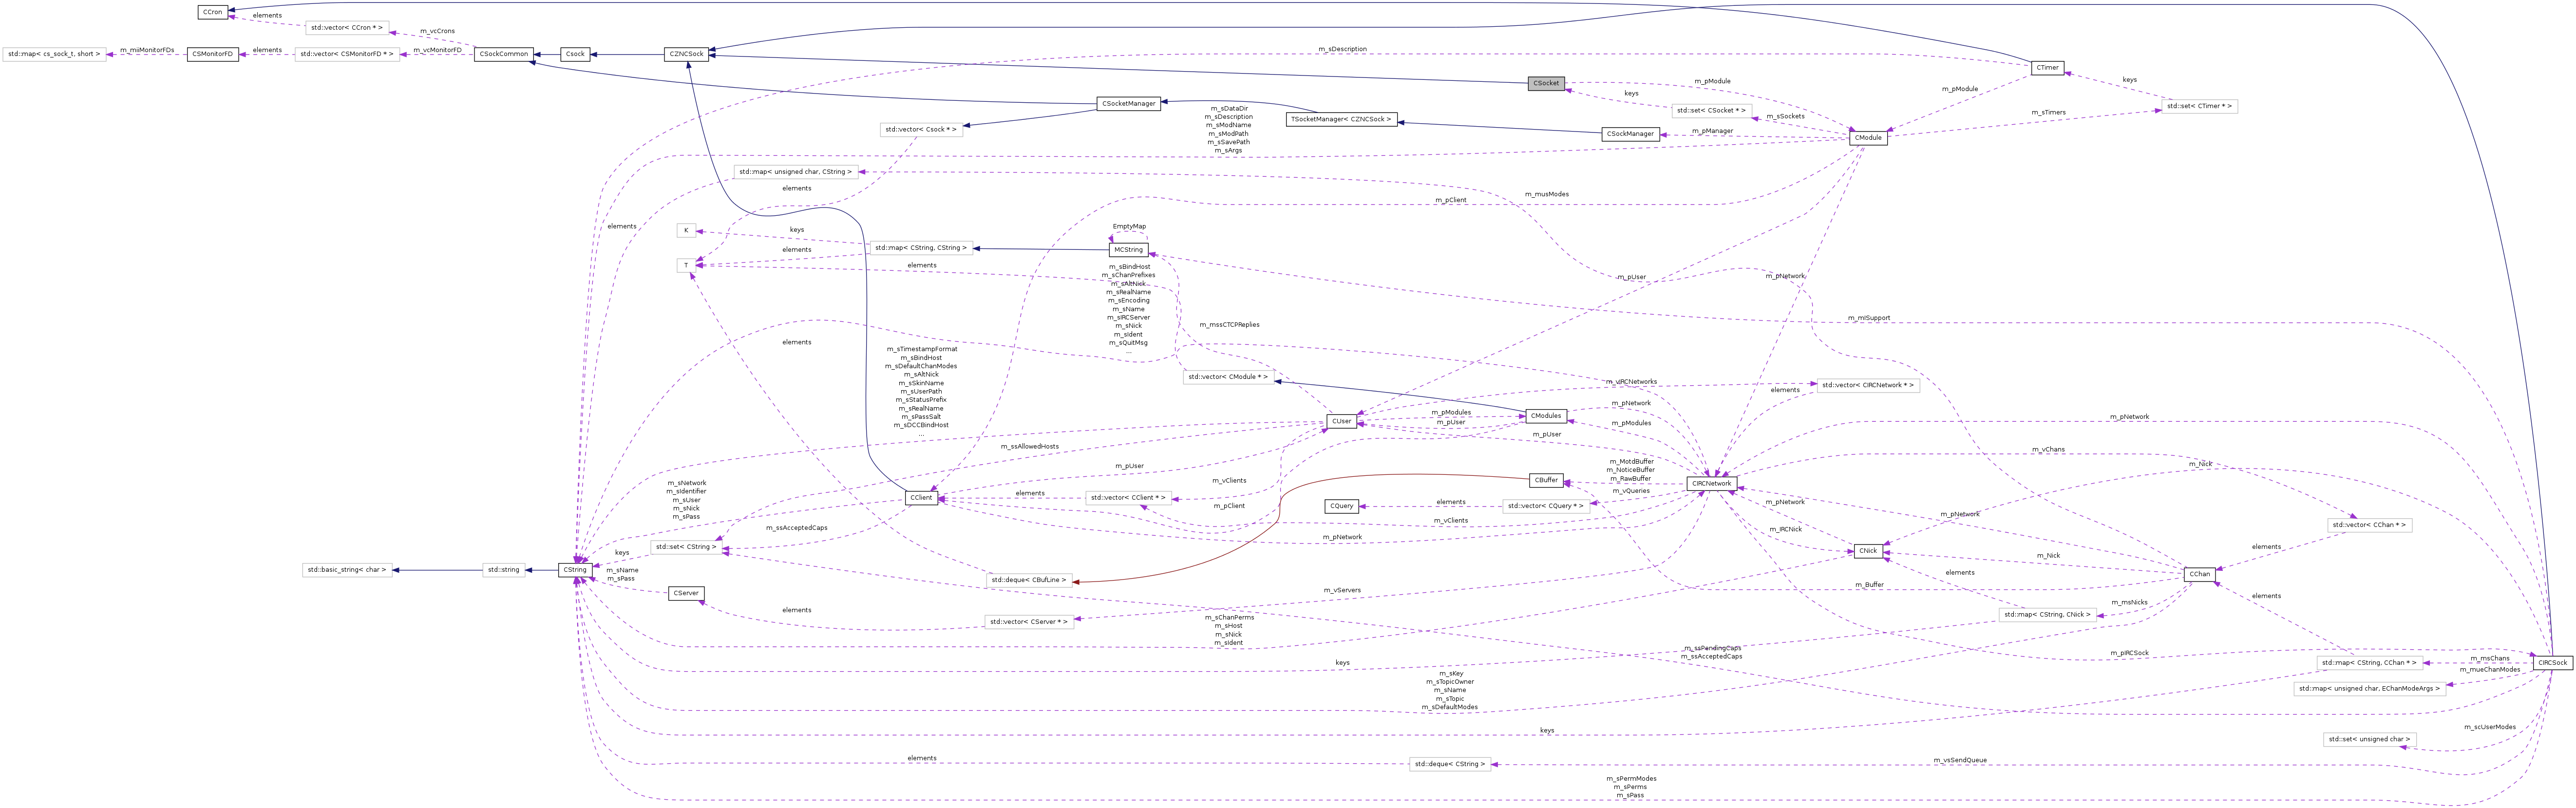 CCron
elements
std::vector< CCron * >
m_vcCrons
std::map< cs_sock_t, short >
m_miiMonitorFDs
CSMonitorFD
elements
std::vector< CSMonitorFD * >
m_vcMonitorFD
CSockCommon
Csock
CZNCSock
m_sDescription
CTimer
CSocket
m_pModule
m_pModule
keys
keys
CSocketManager
std::set< CSocket * >
std::set< CTimer * >
m_sSockets
m_sTimers
m_sDataDir
m_sDescription
m_sModName
m_sModPath
m_sSavePath
m_sArgs
TSocketManager< CZNCSock >
std::vector< Csock * >
CSockManager
m_pManager
CModule
std::map< unsigned char, CString >
elements
m_musModes
m_pClient
elements
K
keys
EmptyMap
MCString
std::map< CString, CString >
elements
T
elements
m_sBindHost
m_sChanPrefixes
m_sAltNick
m_sRealName
m_sEncoding
m_sName
m_sIRCServer
m_sNick
m_sIdent
m_sQuitMsg
...
m_pUser
m_pNetwork
m_mssCTCPReplies
m_mISupport
elements
m_sTimestampFormat
m_sBindHost
m_sDefaultChanModes
m_sAltNick
m_sSkinName
m_sUserPath
m_sStatusPrefix
m_sRealName
m_sPassSalt
m_sDCCBindHost
...
std::vector< CModule * >
m_vIRCNetworks
std::vector< CIRCNetwork * >
elements
m_pNetwork
m_pModules
CModules
CUser
m_pUser
m_pModules
m_pUser
m_pNetwork
m_ssAllowedHosts
m_pUser
m_vChans
m_Nick
m_MotdBuffer
m_NoticeBuffer
m_RawBuffer
CBuffer
CIRCNetwork
m_vClients
m_sNetwork
m_sIdentifier
m_sUser
m_sNick
m_sPass
CClient
elements
std::vector< CClient * >
m_pClient
CQuery
elements
std::vector< CQuery * >
m_vQueries
m_pNetwork
m_pNetwork
m_ssAcceptedCaps
m_vClients
m_pNetwork
m_IRCNick
std::vector< CChan * >
std::set< CString >
keys
CNick
m_Nick
elements
std::basic_string< char >
std::string
CString
m_sName
m_sPass
std::deque< CBufLine >
elements
CChan
CServer
m_vServers
m_Buffer
elements
m_msNicks
std::map< CString, CNick >
elements
std::vector< CServer * >
m_sChanPerms
m_sHost
m_sNick
m_sIdent
m_ssPendingCaps
m_ssAcceptedCaps
m_pIRCSock
keys
std::map< CString, CChan * >
m_msChans
CIRCSock
m_mueChanModes
std::map< unsigned char, EChanModeArgs >
m_sKey
m_sTopicOwner
m_sName
m_sTopic
m_sDefaultModes
keys
m_scUserModes
std::set< unsigned char >
elements
std::deque< CString >
m_vsSendQueue
m_sPermModes
m_sPerms
m_sPass